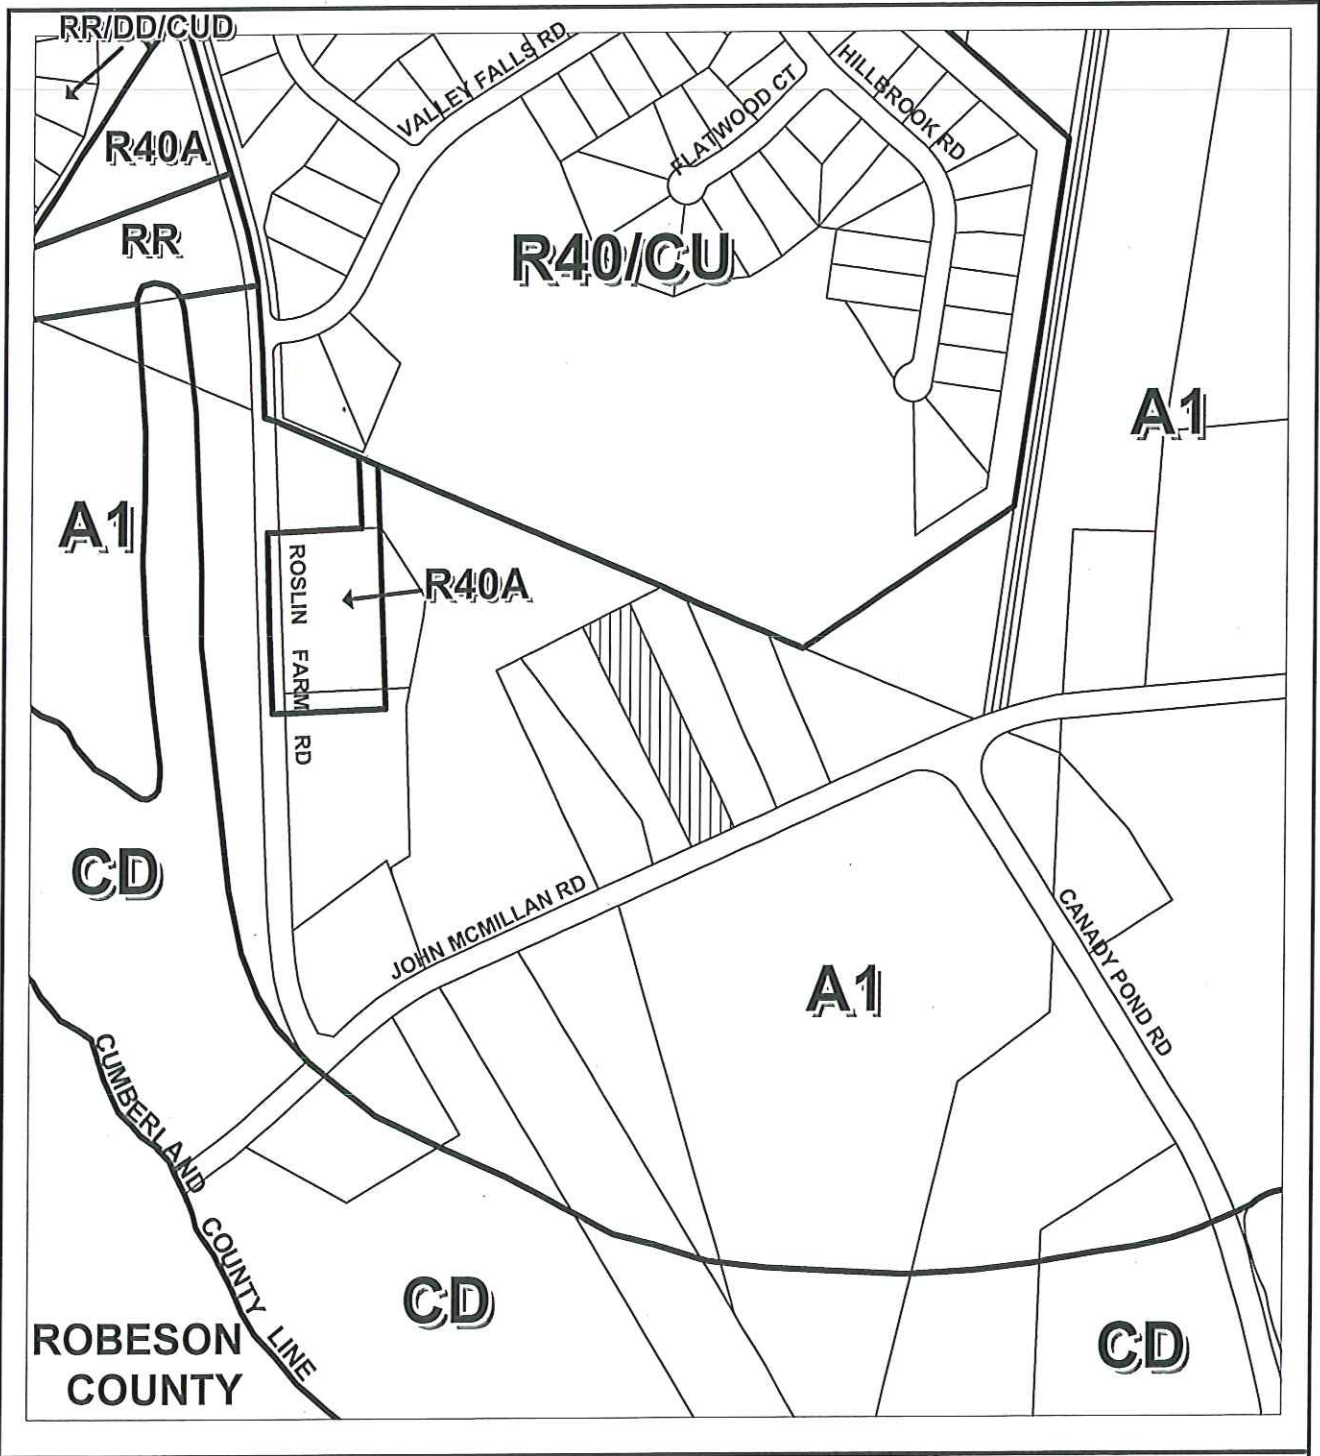 RR/DD/CUD
VALLEY FALLS RD
HILLBROOK RD
FLATWOOD CT
R40A
RR
R40/CU
A1
A1
R40A
ROSLIN FARM RD
CD
JOHN MCMILLAN RD
CANADY POND RD
A1
CUMBERLAND COUNTY LINE
CD
ROBESON
COUNTY
CD